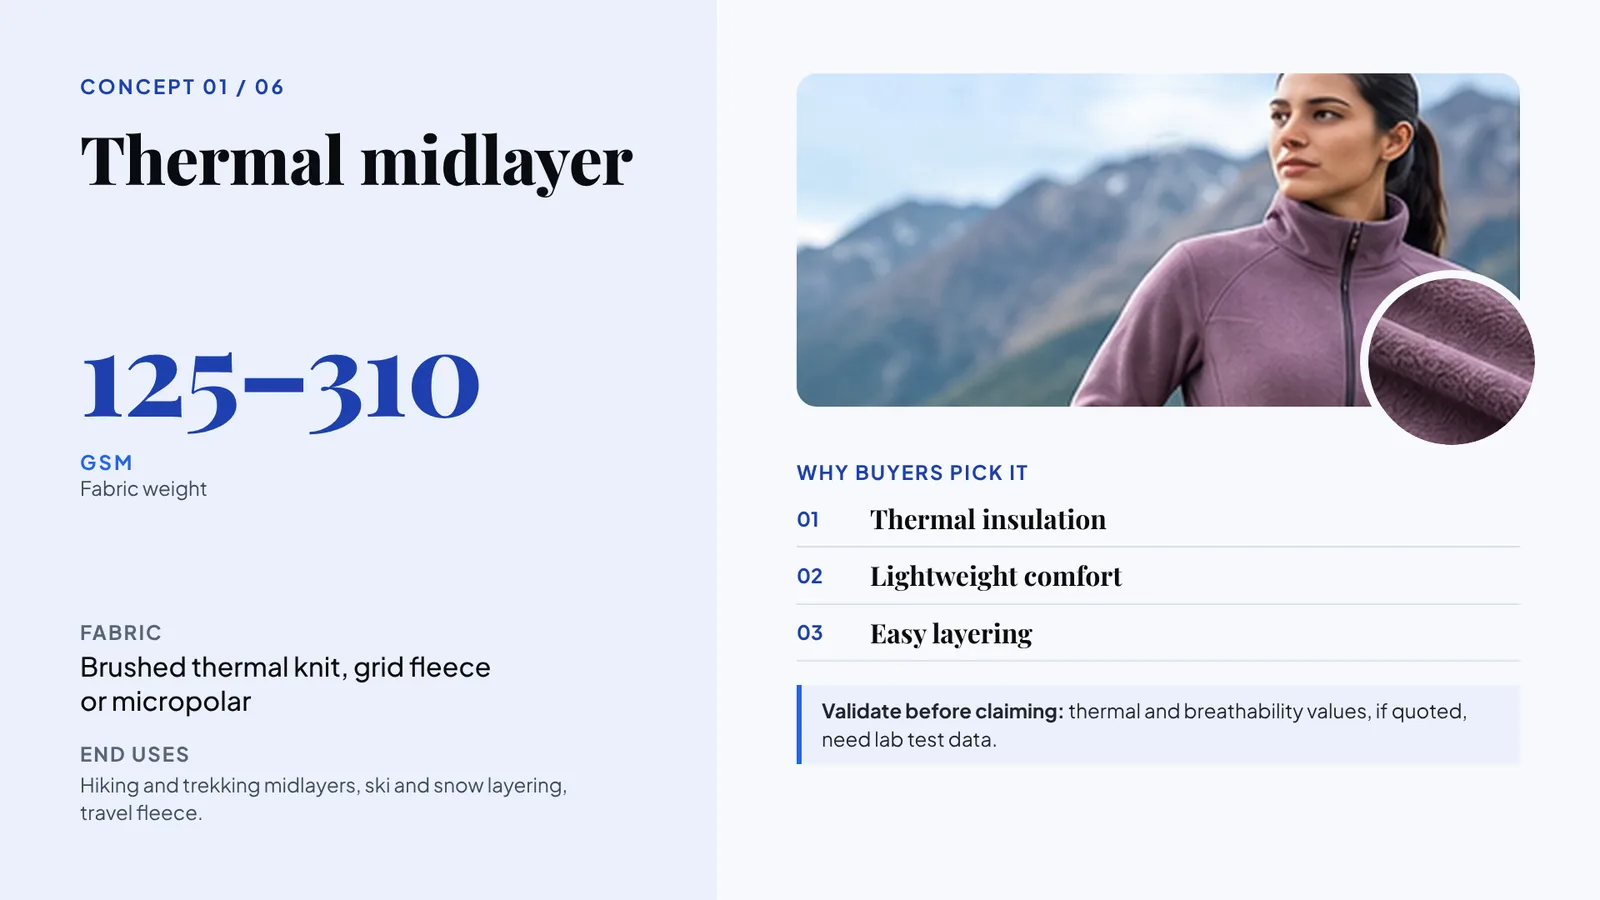 CONCEPT 01 / 06
Thermal midlayer
125–310
GSM
Fabric weight
FABRIC
Brushed thermal knit, grid fleece
or micropolar
END USES
Hiking and trekking midlayers, ski and snow layering,
travel fleece.
WHY BUYERS PICK IT
01 Thermal insulation
02 Lightweight comfort
03 Easy layering
Validate before claiming: thermal and breathability values, if quoted,
need lab test data.